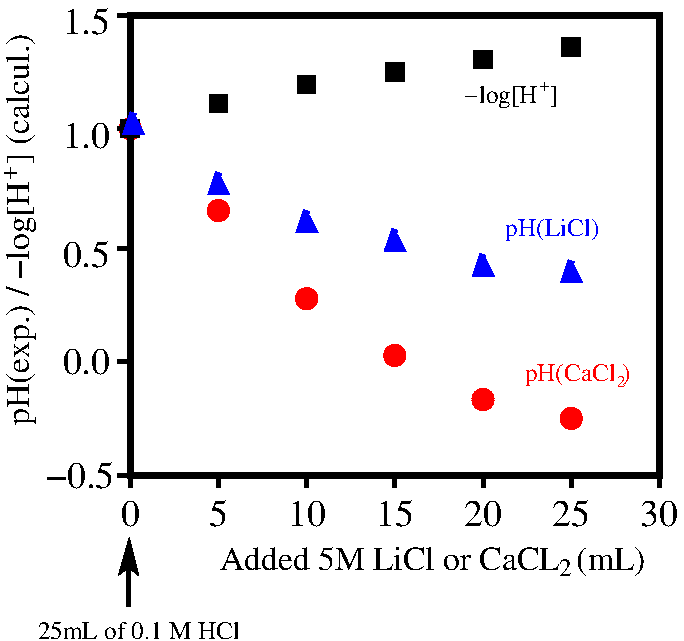 pH(exp.) / −log[H⁺] (calcul.)
1.5
1.0
0.5
0.0
−0.5
−log[H⁺]
pH(LiCl)
pH(CaCl₂)
0 5 10 15 20 25 30
Added 5M LiCl or CaCL₂ (mL)
25mL of 0.1 M HCl